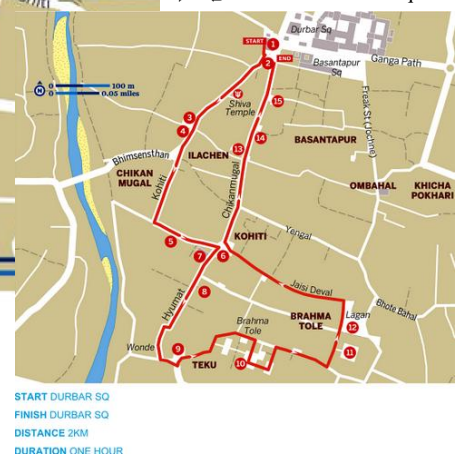 START
1
Durbar Sq
2
END
Basantapur
Sq
Ganga Path
N
0 100 m
0 0.05 miles
Shiva
Temple
15
3
4
Freak St (Jochne)
14
BASANTAPUR
Bhimsensthan
ILACHEN
13
CHIKAN
MUGAL
Kohiti
Chikanmugal
OMBAHAL
KHICHA
POKHARI
5
KOHITI
Yengal
7
6
Hyumat
8
Jaisi Deval
Bhote Bahal
BRAHMA
TOLE
Lagan
12
Brahma
Tole
Wonde
9
TEKU
10
11
START DURBAR SQ
FINISH DURBAR SQ
DISTANCE 2KM
DURATION ONE HOUR